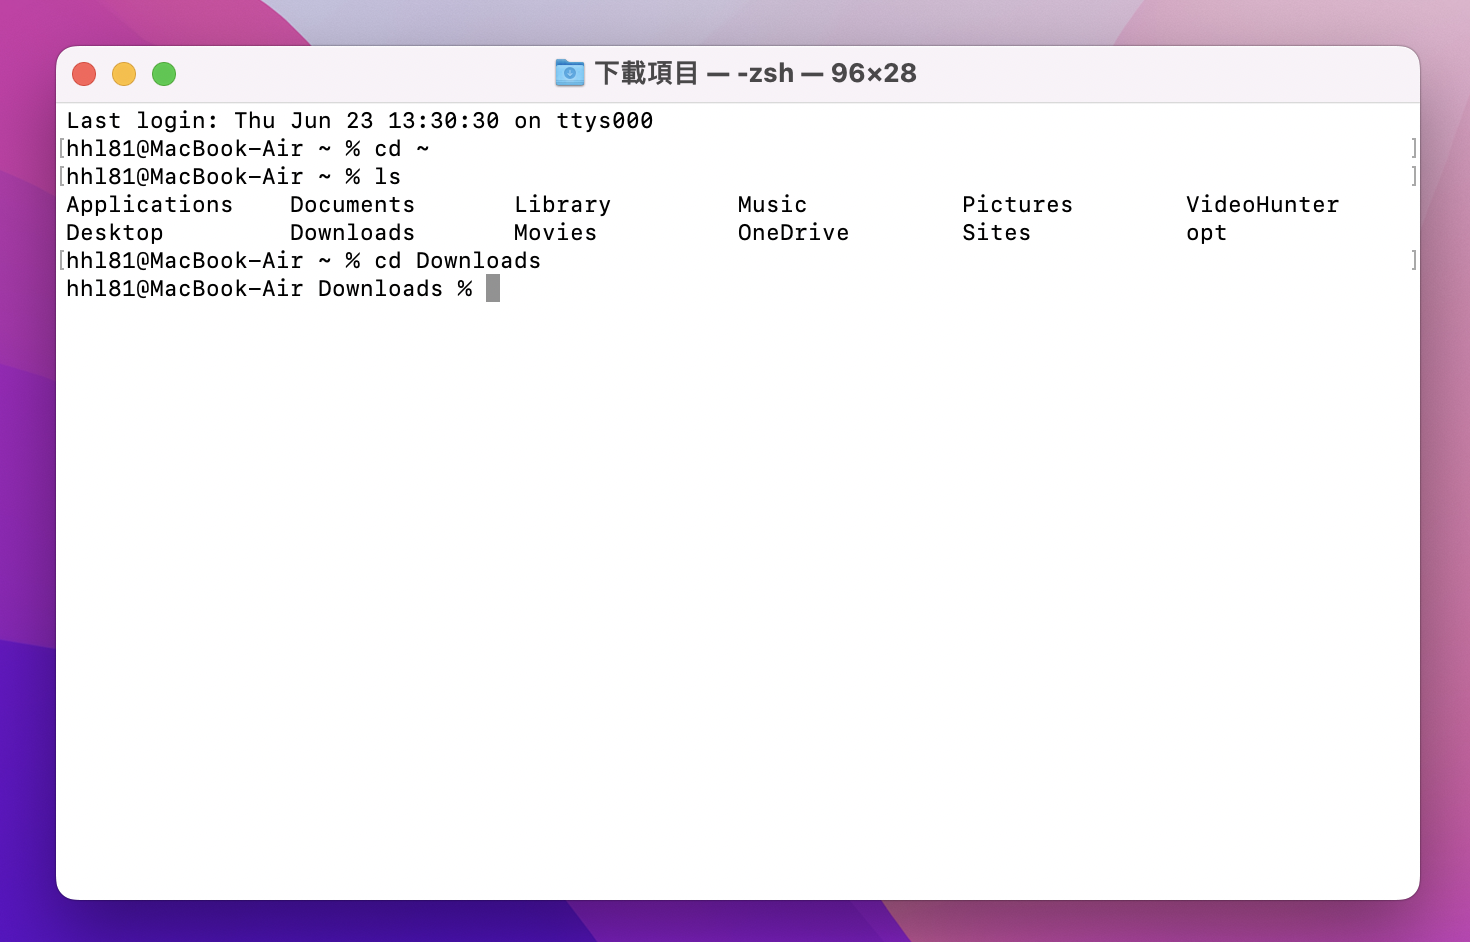 下載項目 — -zsh — 96×28
Last login: Thu Jun 23 13:30:30 on ttys000
[hhl81@MacBook-Air ~ % cd ~ ]
[hhl81@MacBook-Air ~ % ls ]
Applications Documents Library Music Pictures VideoHunter
Desktop Downloads Movies OneDrive Sites opt
[hhl81@MacBook-Air ~ % cd Downloads ]
hhl81@MacBook-Air Downloads %